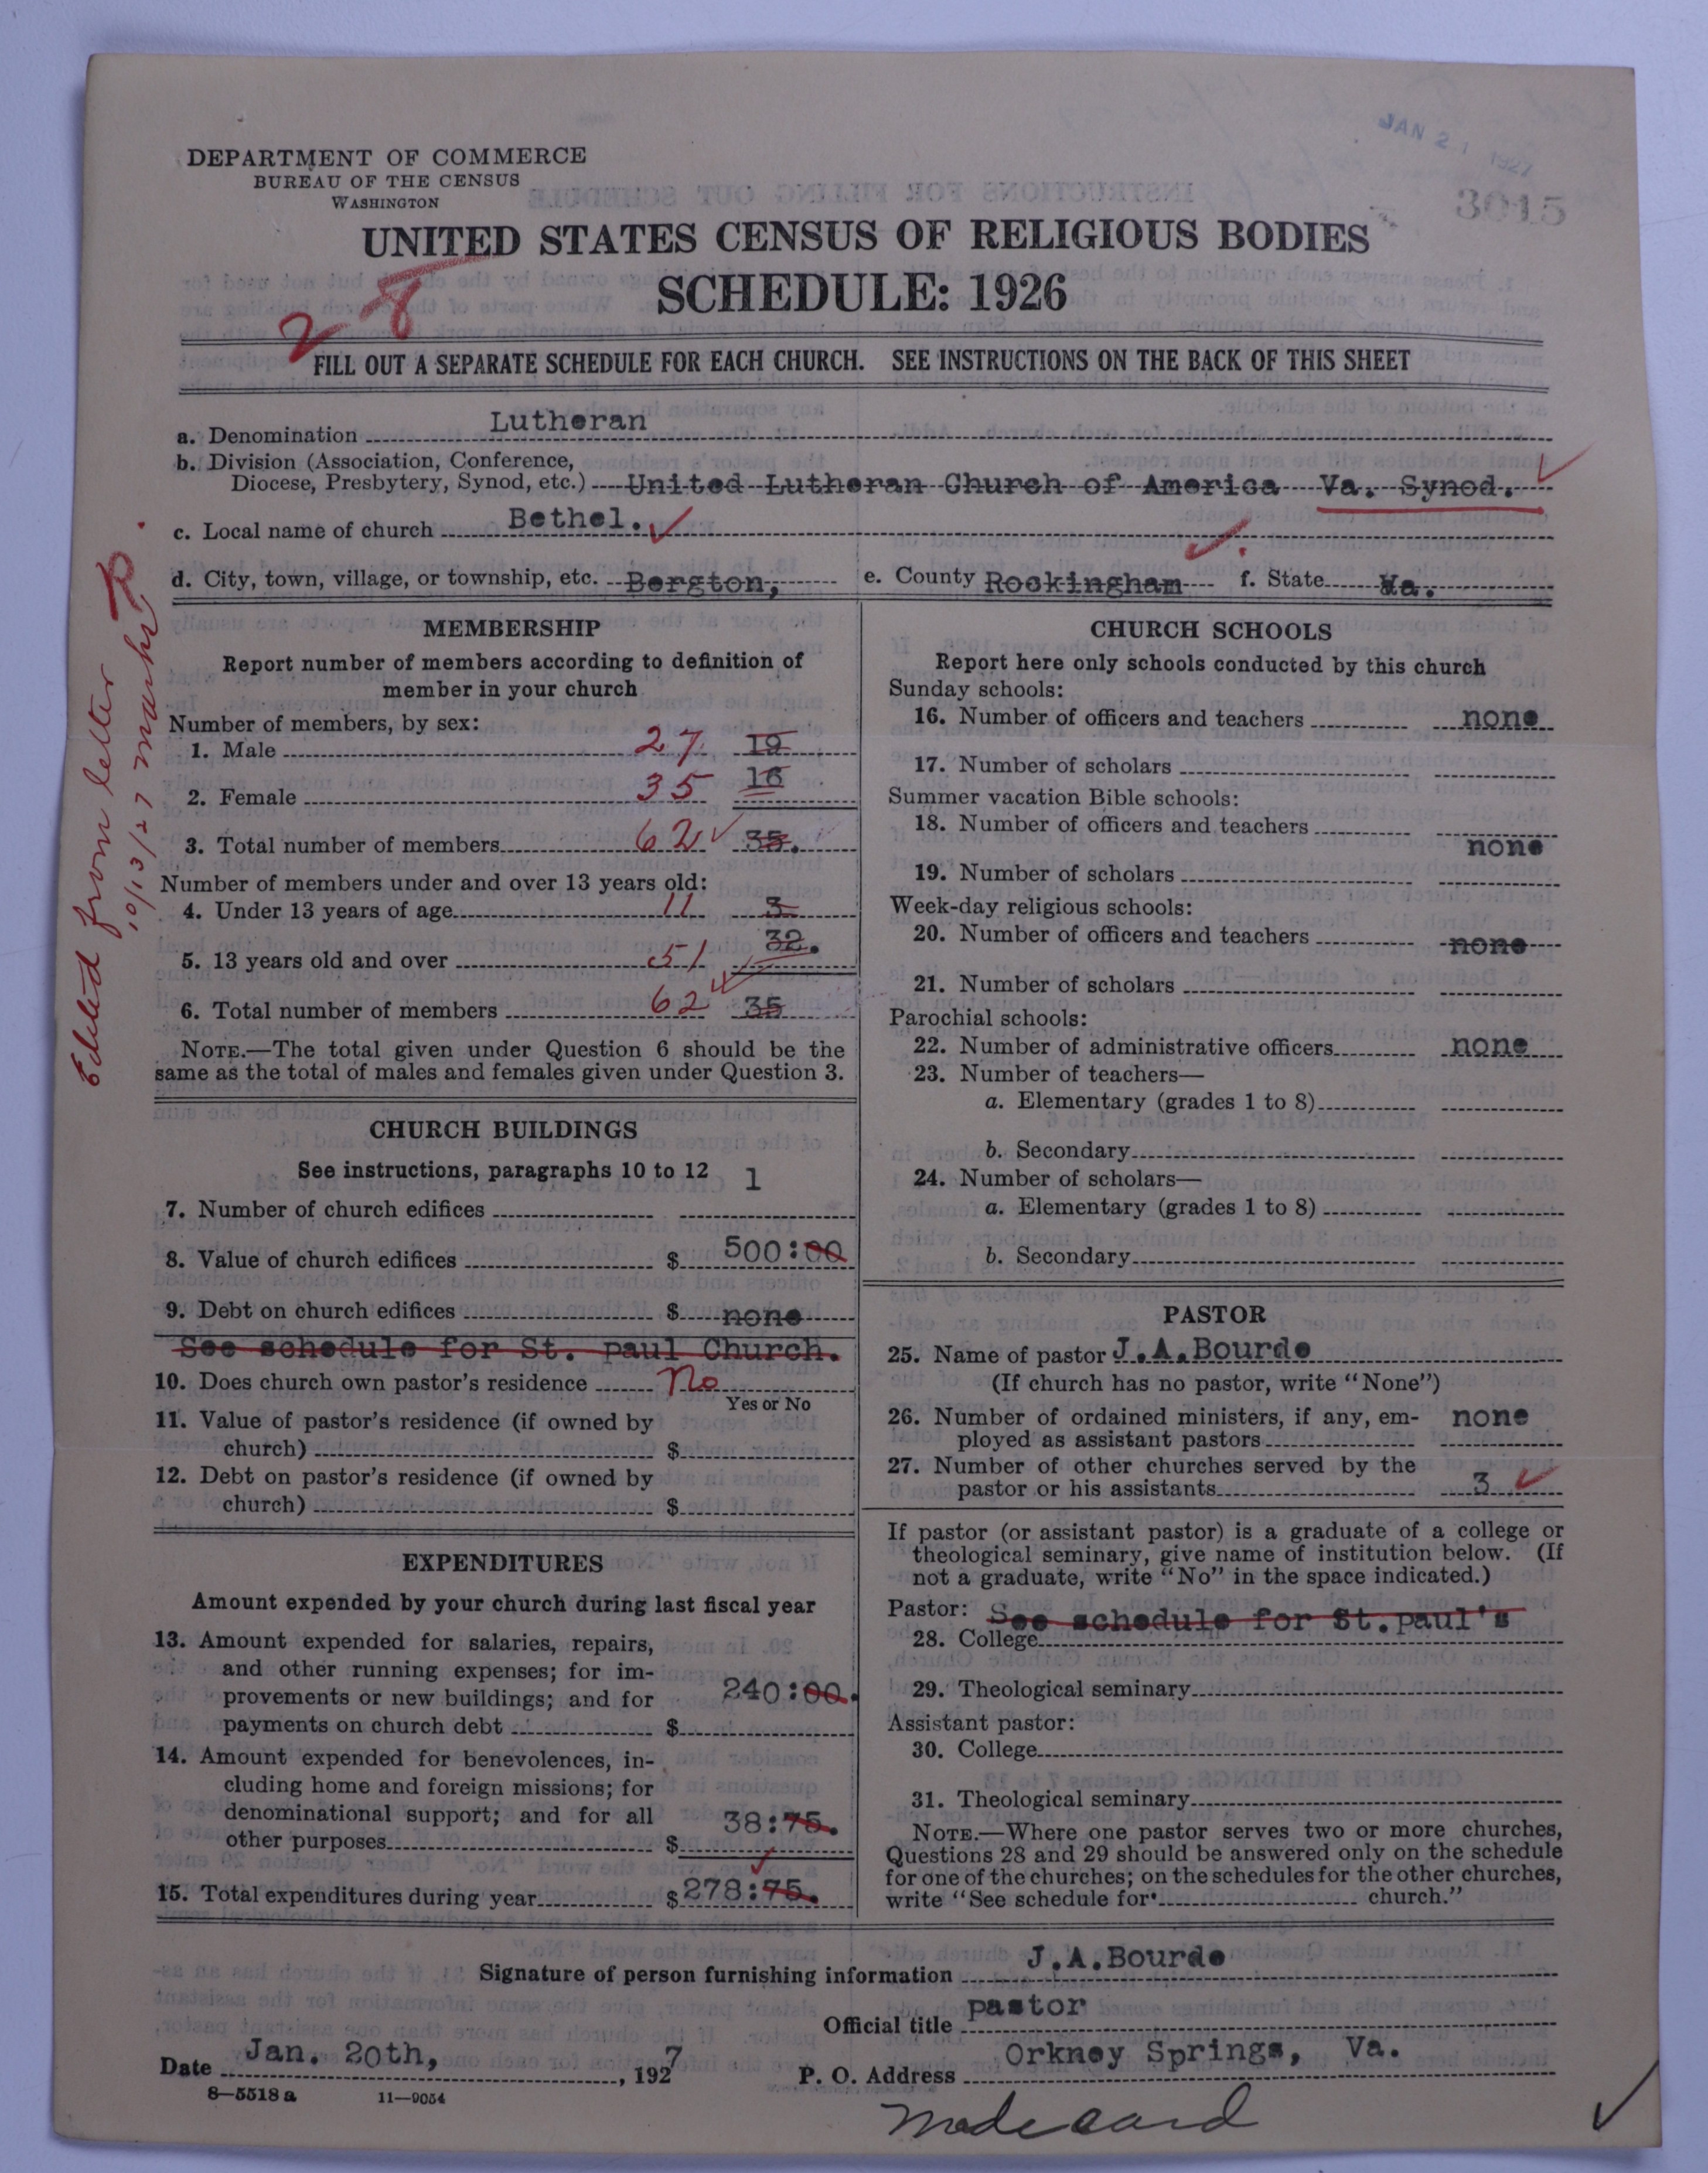 JAN 21 1927
3015
DEPARTMENT OF COMMERCE
BUREAU OF THE CENSUS
WASHINGTON
UNITED STATES CENSUS OF RELIGIOUS BODIES
SCHEDULE: 1926
28
FILL OUT A SEPARATE SCHEDULE FOR EACH CHURCH. SEE INSTRUCTIONS ON THE BACK OF THIS SHEET
a. Denomination Lutheran
b. Division (Association, Conference,
Diocese, Presbytery, Synod, etc.) United Lutheran Church of America Va. Synod.
c. Local name of church Bethel.
d. City, town, village, or township, etc. Bergton, e. County Rockingham f. State Va.
Edited from letter
10/13/27
MEMBERSHIP
Report number of members according to definition of
member in your church
Number of members, by sex:
1. Male 27 19
2. Female 35 16
3. Total number of members 62 35.
Number of members under and over 13 years old:
4. Under 13 years of age 11 3
5. 13 years old and over 51 32.
6. Total number of members 62 35
NOTE.—The total given under Question 6 should be the
same as the total of males and females given under Question 3.
CHURCH BUILDINGS
See instructions, paragraphs 10 to 12
7. Number of church edifices 1
8. Value of church edifices $ 500:00
9. Debt on church edifices $ none
See schedule for St. paul Church.
10. Does church own pastor's residence No
Yes or No
11. Value of pastor's residence (if owned by
church) $
12. Debt on pastor's residence (if owned by
church) $
EXPENDITURES
Amount expended by your church during last fiscal year
13. Amount expended for salaries, repairs,
and other running expenses; for im-
provements or new buildings; and for
payments on church debt $ 240:00.
14. Amount expended for benevolences, in-
cluding home and foreign missions; for
denominational support; and for all
other purposes $ 38:75.
15. Total expenditures during year $ 278:75.
CHURCH SCHOOLS
Report here only schools conducted by this church
Sunday schools:
16. Number of officers and teachers none
17. Number of scholars
Summer vacation Bible schools:
18. Number of officers and teachers
none
19. Number of scholars
Week-day religious schools:
20. Number of officers and teachers none
21. Number of scholars
Parochial schools:
22. Number of administrative officers none
23. Number of teachers—
a. Elementary (grades 1 to 8)
b. Secondary
24. Number of scholars—
a. Elementary (grades 1 to 8)
b. Secondary
PASTOR
25. Name of pastor J.A.Bourde
(If church has no pastor, write "None")
26. Number of ordained ministers, if any, em-
ployed as assistant pastors none
27. Number of other churches served by the
pastor or his assistants 3
If pastor (or assistant pastor) is a graduate of a college or
theological seminary, give name of institution below. (If
not a graduate, write "No" in the space indicated.)
Pastor: See schedule for St.paul's
28. College
29. Theological seminary
Assistant pastor:
30. College
31. Theological seminary
NOTE.—Where one pastor serves two or more churches,
Questions 28 and 29 should be answered only on the schedule
for one of the churches; on the schedules for the other churches,
write "See schedule for church."
Signature of person furnishing information J.A.Bourde
Official title pastor
Date Jan. 20th, , 1927 P. O. Address Orkney Springs, Va.
8—5518 a 11—9054
Made card